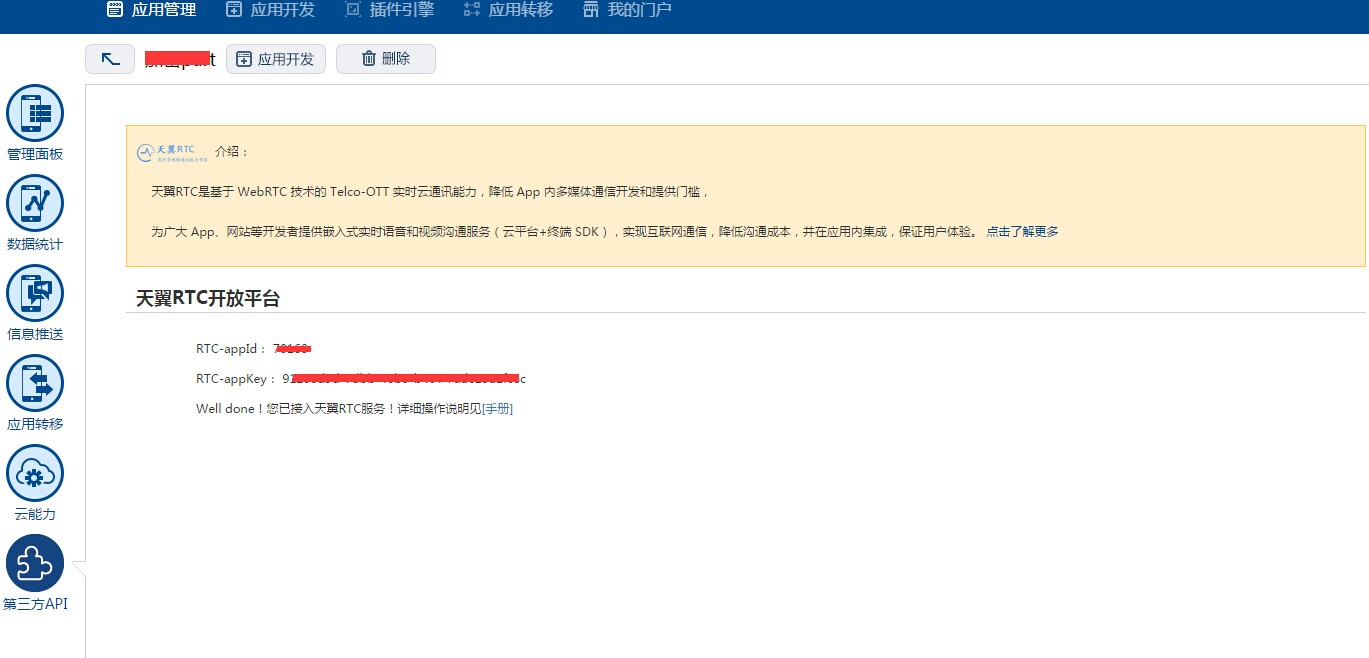 应用管理 应用开发 插件引擎 应用转移 我的门户
应用开发 删除
管理面板
数据统计
信息推送
应用转移
云能力
第三方API
天翼RTC 介绍：
天翼RTC是基于 WebRTC 技术的 Telco-OTT 实时云通讯能力，降低 App 内多媒体通信开发和提供门槛，
为广大 App、网站等开发者提供嵌入式实时语音和视频沟通服务（云平台+终端 SDK），实现互联网通信，降低沟通成本，并在应用内集成，保证用户体验。 点击了解更多
天翼RTC开放平台
RTC-appId：
RTC-appKey：
Well done！您已接入天翼RTC服务！详细操作说明见[手册]